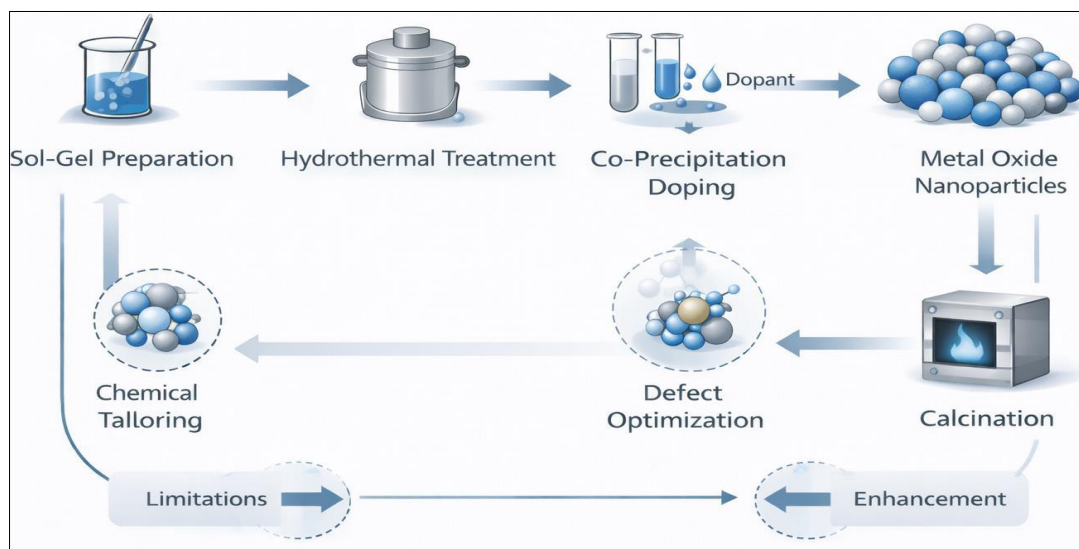 Dopant
Sol-Gel Preparation
Hydrothermal Treatment
Co-Precipitation
Doping
Metal Oxide
Nanoparticles
Chemical
Talloring
Defect
Optimization
Calcination
Limitations
Enhancement